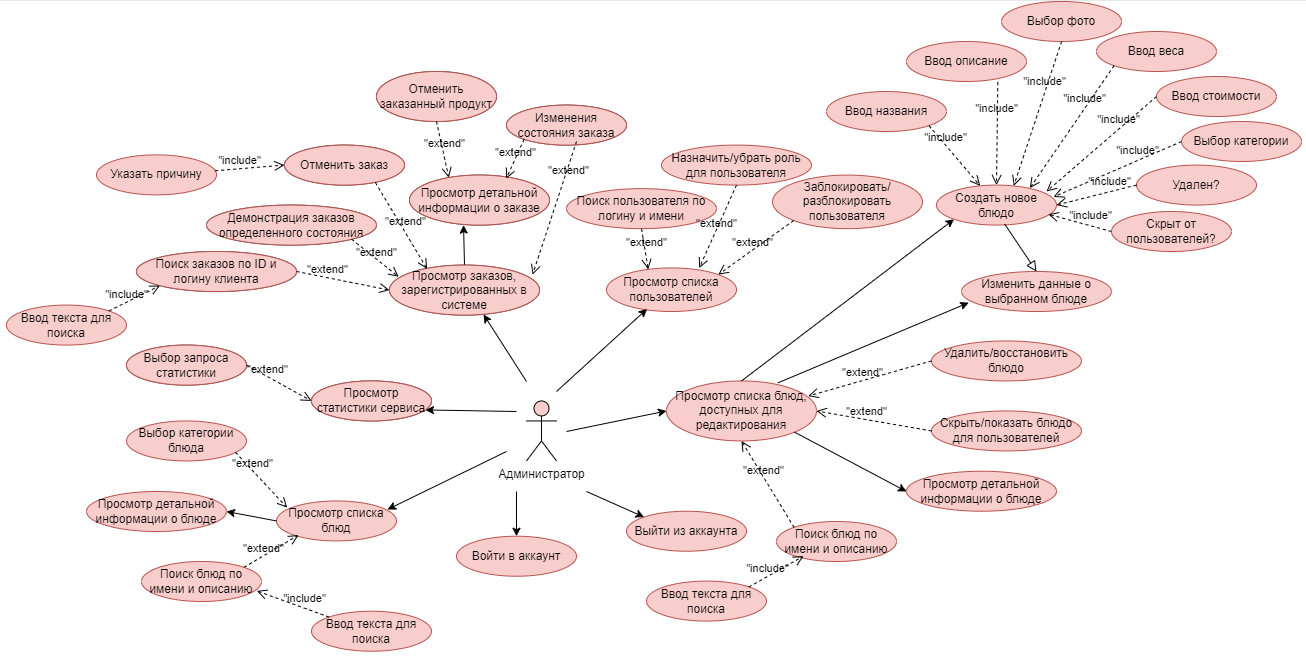 Выбор фото
Ввод веса
Ввод описание
"include"
"include"
"include"
Ввод стоимости
"include"
Ввод названия
"include"
Выбор категории
"include"
Удален?
"include"
Скрыт от
пользователей?
"include"
Создать новое
блюдо
Отменить
заказанный продукт
Изменения
состояния заказа
"extend"
"extend"
"extend"
Указать причину
"include"
Отменить заказ
Просмотр детальной
информации о заказе
"extend"
Назначить/убрать роль
для пользователя
Поиск пользователя по
логину и имени
Заблокировать/
разблокировать
пользователя
"extend"
"extend"
"extend"
Демонстрация заказов
определенного состояния
"extend"
Поиск заказов по ID и
логину клиента
"extend"
Просмотр заказов,
зарегистрированных в
системе
Просмотр списка
пользователей
Изменить данные о
выбранном блюде
"include"
Ввод текста для
поиска
Выбор запроса
статистики
"extend"
Просмотр
статистики сервиса
Удалить/восстановить
блюдо
"extend"
Просмотр списка блюд,
доступных для
редактирования
"extend"
Скрыть/показать блюдо
для пользователей
Выбор категории
блюда
"extend"
Администратор
"extend"
Просмотр детальной
информации о блюде
Просмотр детальной
информации о блюде
Просмотр списка
блюд
Войти в аккаунт
Выйти из аккаунта
Поиск блюд по
имени и описанию
"extend"
Поиск блюд по
имени и описанию
"include"
Ввод текста для
поиска
"include"
Ввод текста для
поиска